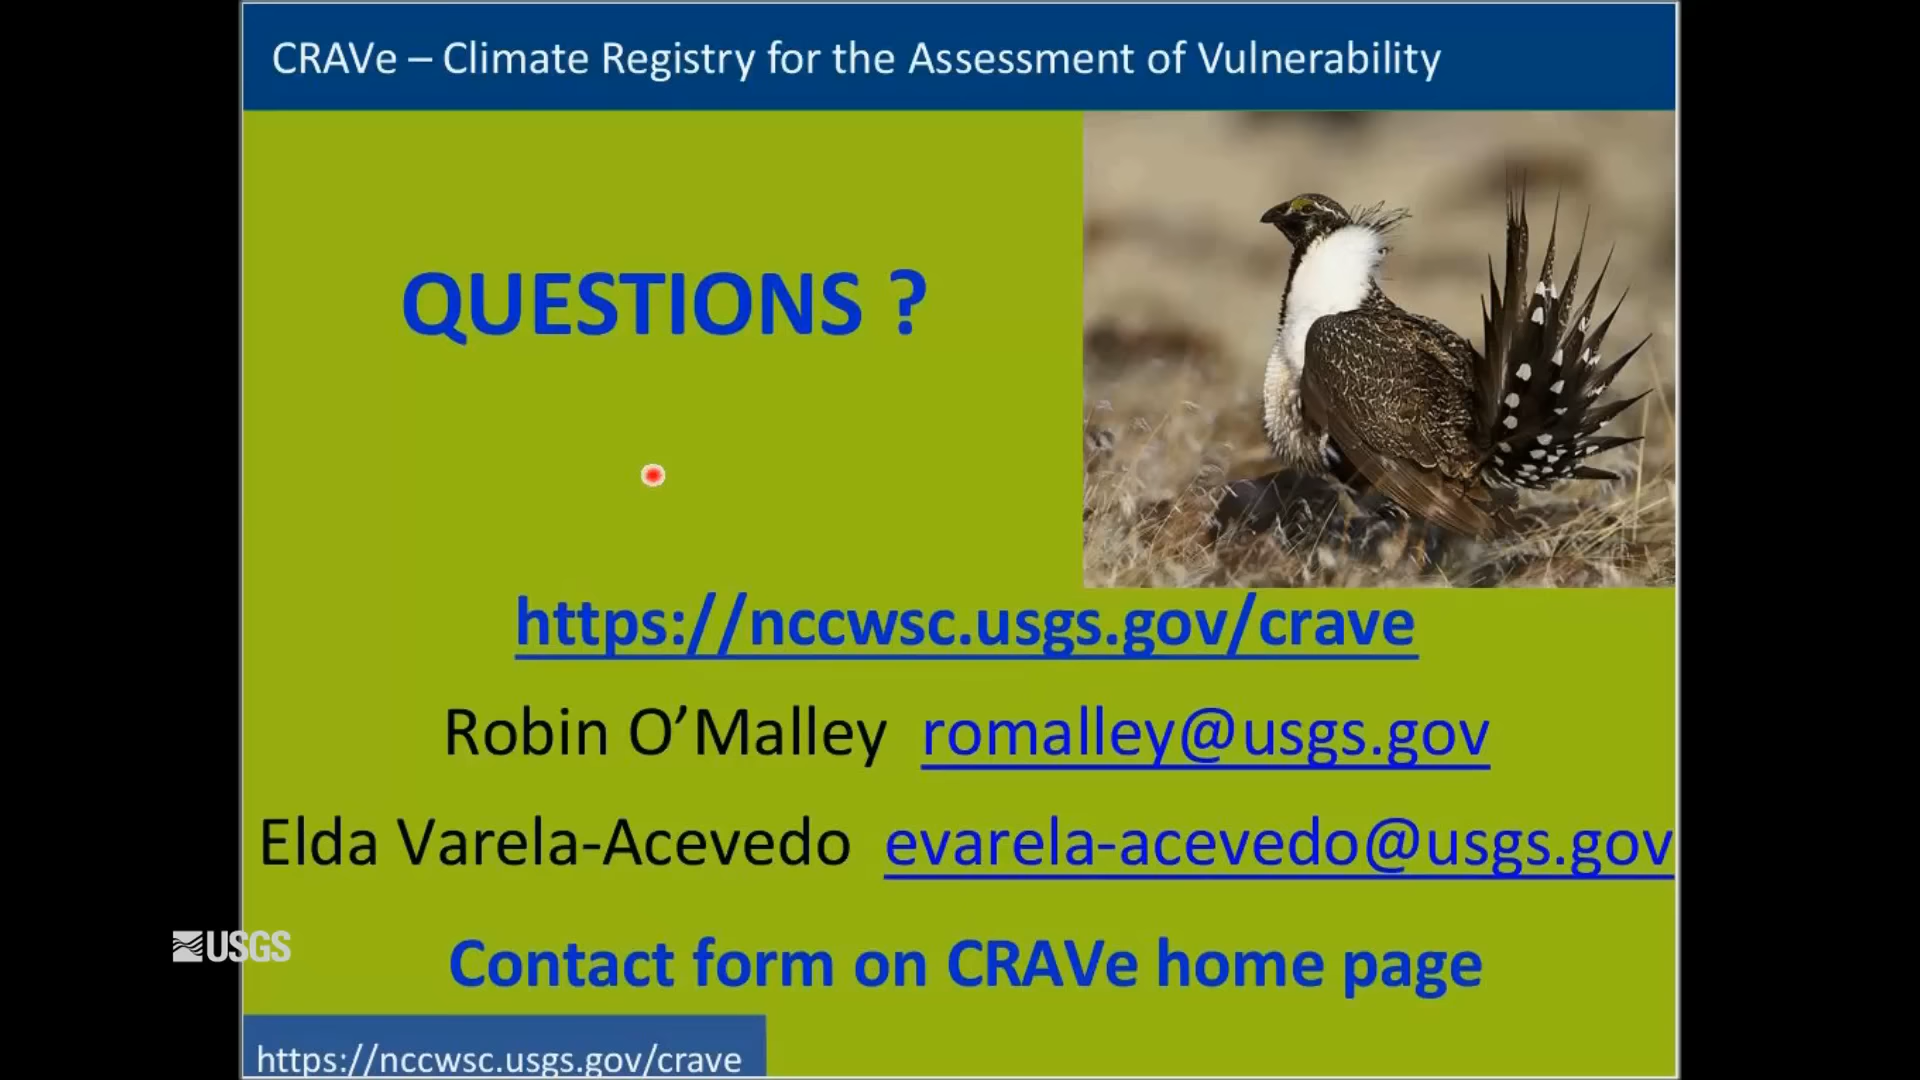 CRAVe – Climate Registry for the Assessment of Vulnerability
QUESTIONS ?
https://nccwsc.usgs.gov/crave
Robin O’Malley romalley@usgs.gov
Elda Varela-Acevedo evarela-acevedo@usgs.gov
USGS
Contact form on CRAVe home page
https://nccwsc.usgs.gov/crave